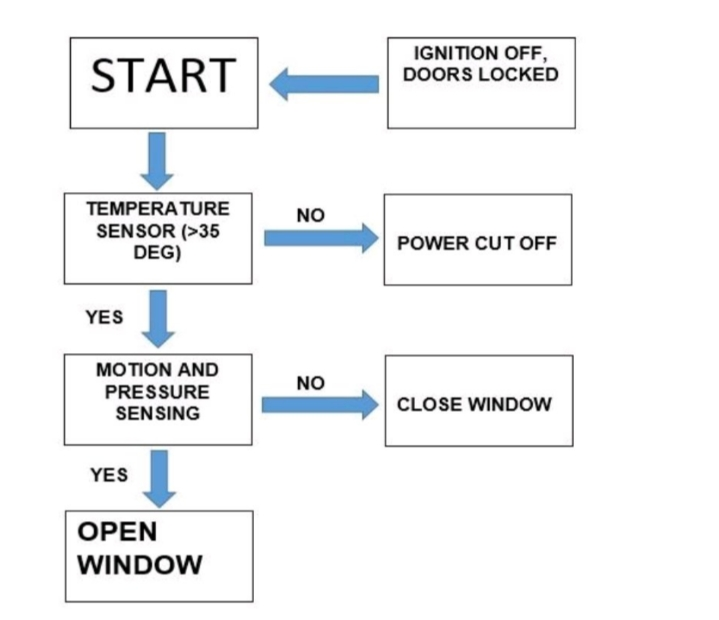 START
IGNITION OFF,
DOORS LOCKED
TEMPERATURE
SENSOR (>35
DEG)
NO
POWER CUT OFF
YES
MOTION AND
PRESSURE
SENSING
NO
CLOSE WINDOW
YES
OPEN
WINDOW